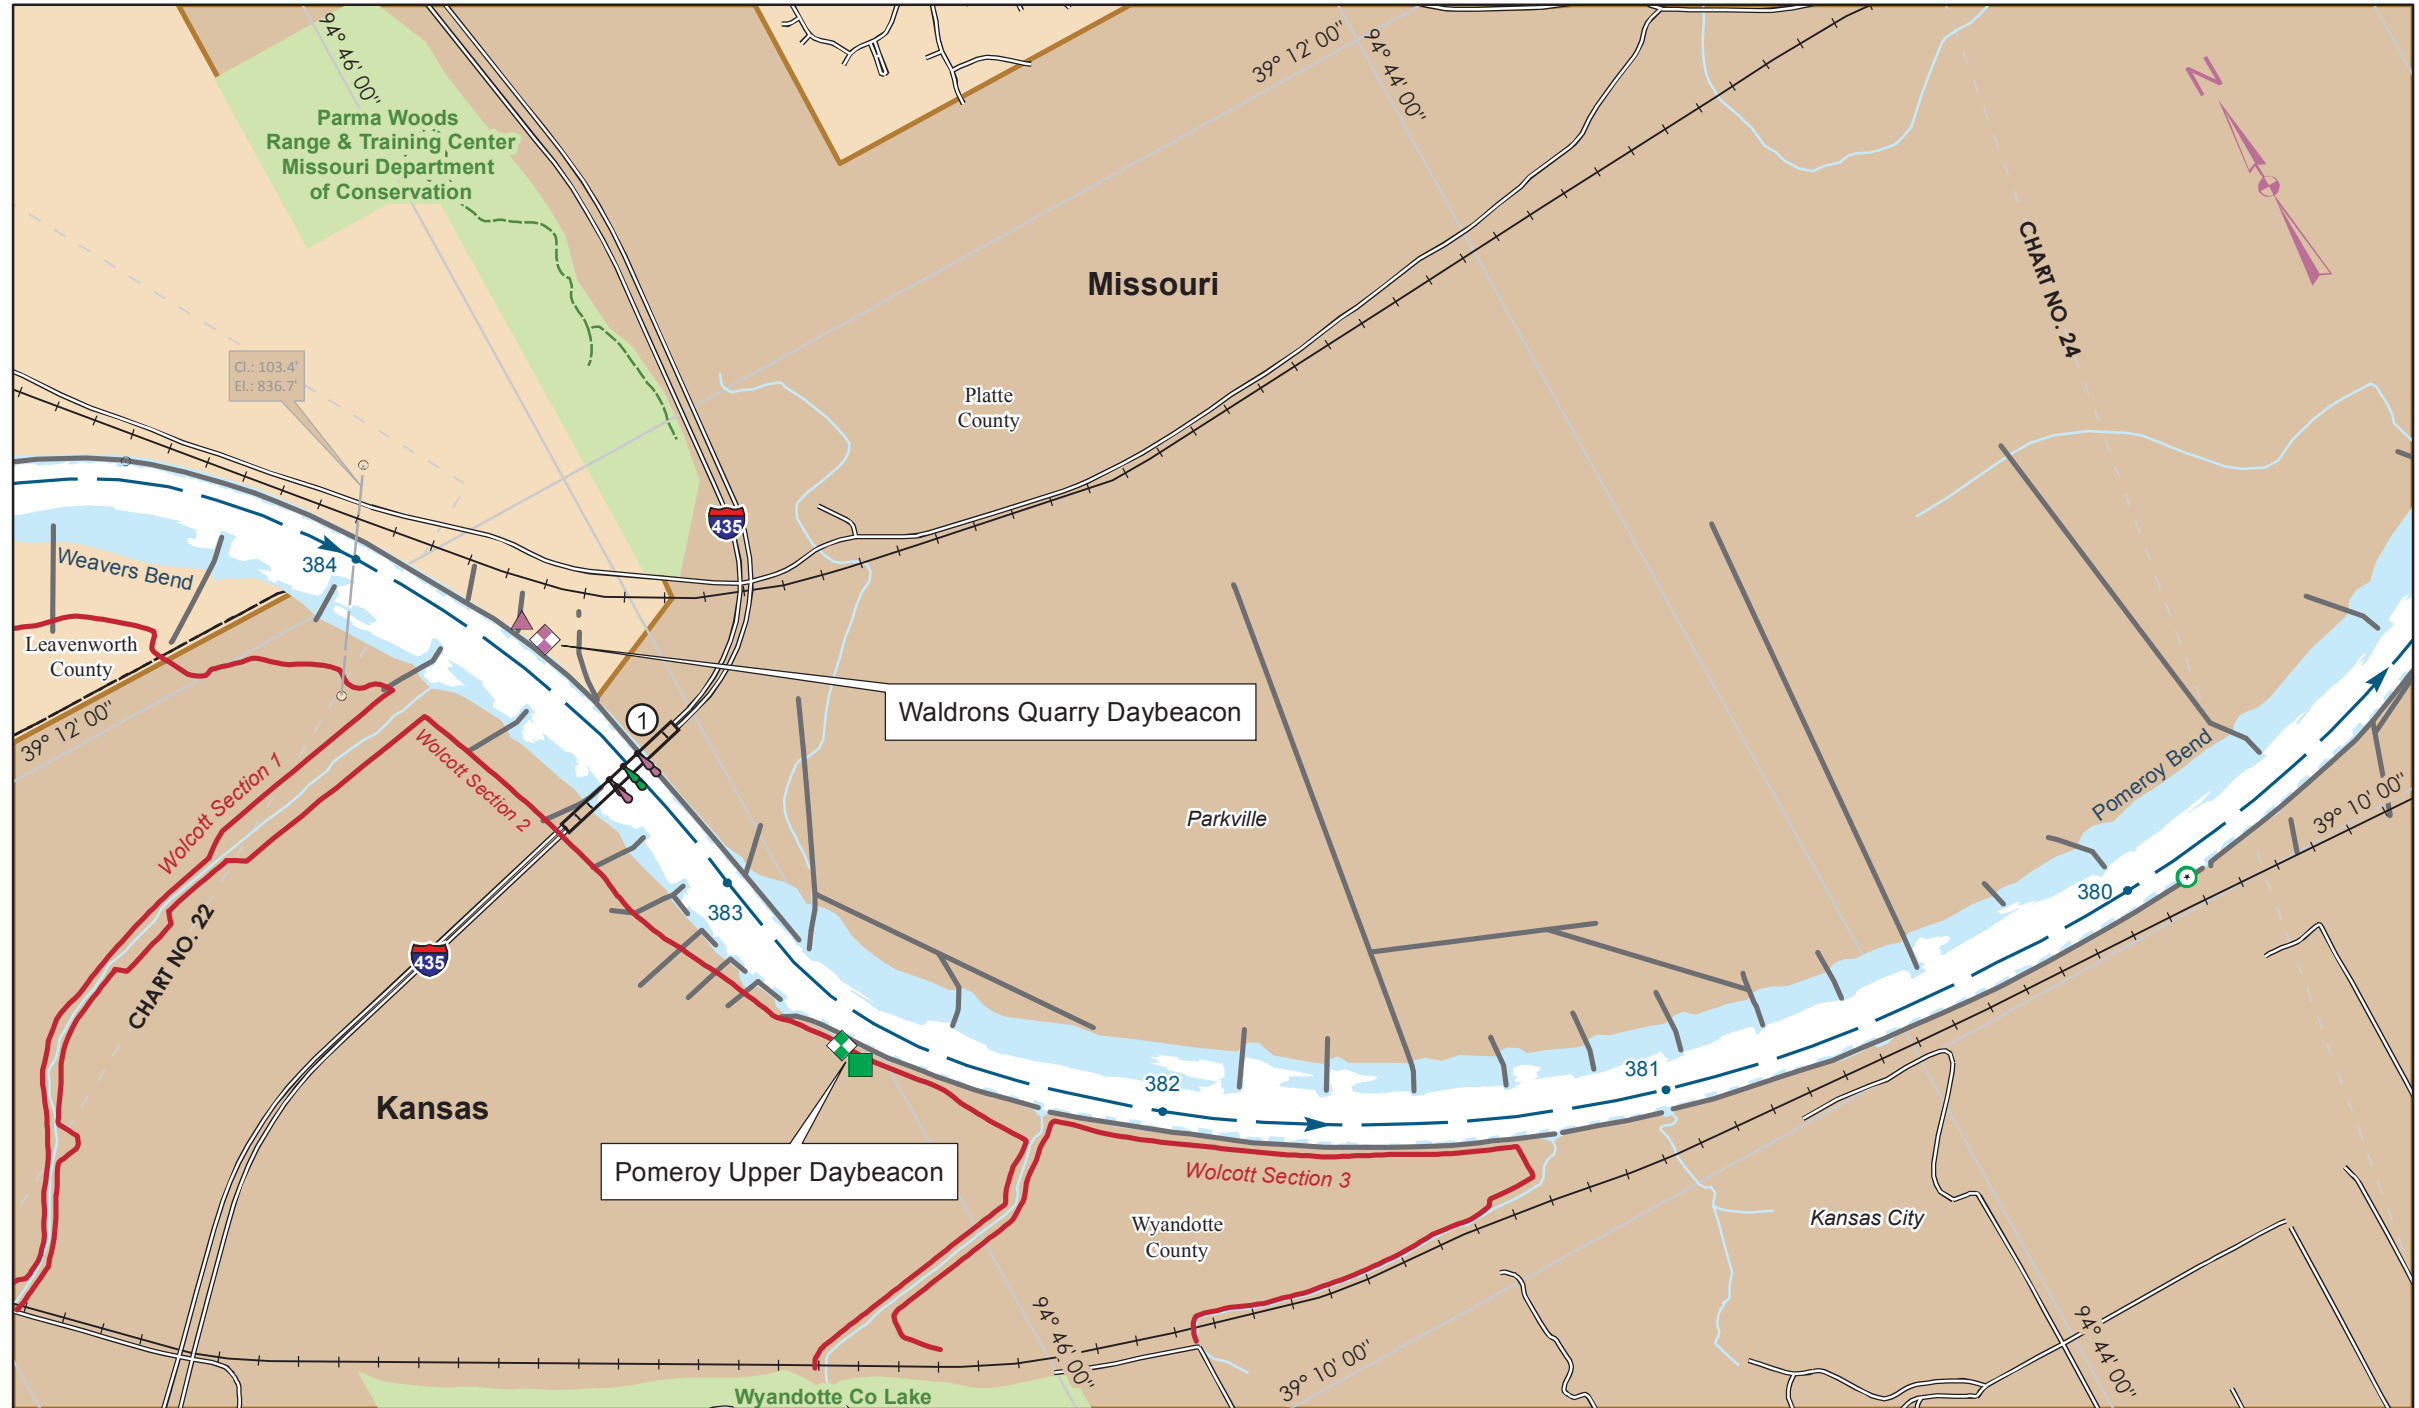 94° 46' 00"
39° 12' 00"
94° 44' 00"
N
Parma Woods
Range & Training Center
Missouri Department
of Conservation
CHART NO. 24
Missouri
Cl.: 103.4'
El.: 836.7'
Platte
County
435
Weavers Bend
384
Leavenworth
County
Waldrons Quarry Daybeacon
1
39° 12' 00"
Wolcott Section 1
Wolcott Section 2
Pomeroy Bend
39° 10' 00"
Parkville
380
383
CHART NO. 22
435
381
382
Kansas
Pomeroy Upper Daybeacon
Wolcott Section 3
Wyandotte
County
Kansas City
94° 46' 00"
39° 10' 00"
94° 44' 00"
Wyandotte Co Lake